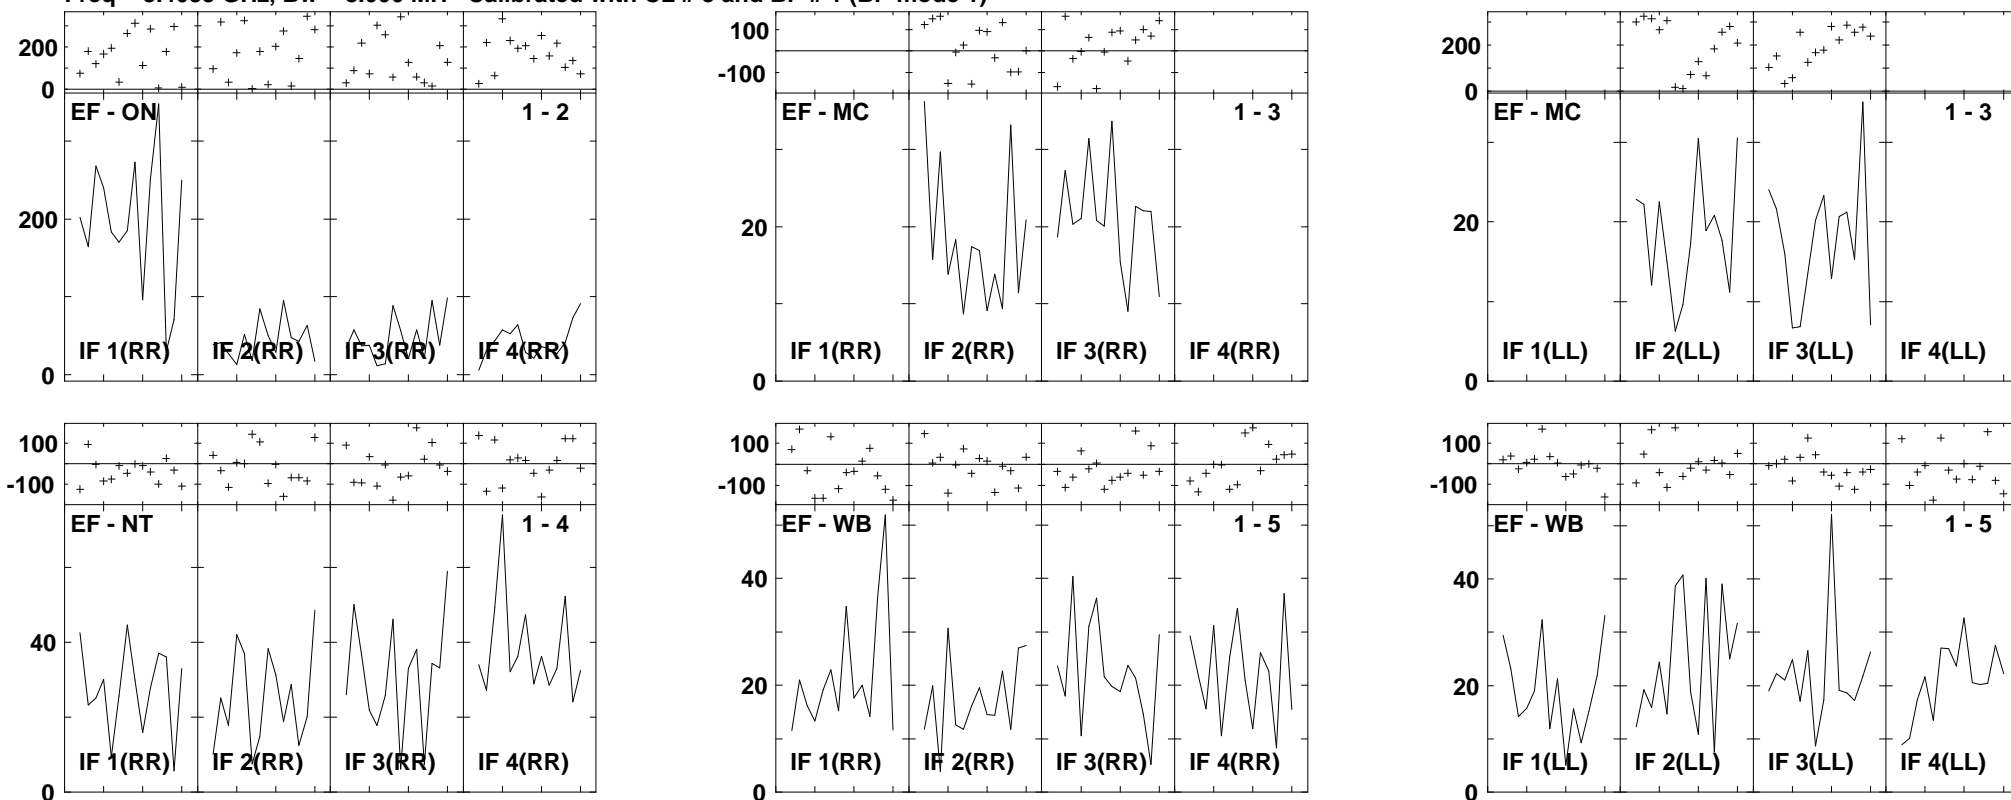 200
0
EF - ON
1 - 2
200
0
IF 1(RR)
IF 2(RR)
IF 3(RR)
IF 4(RR)
100
-100
EF - MC
1 - 3
20
0
IF 1(RR)
IF 2(RR)
IF 3(RR)
IF 4(RR)
200
0
EF - MC
1 - 3
20
0
IF 1(LL)
IF 2(LL)
IF 3(LL)
IF 4(LL)
100
-100
EF - NT
1 - 4
40
0
IF 1(RR)
IF 2(RR)
IF 3(RR)
IF 4(RR)
100
-100
EF - WB
1 - 5
40
20
0
IF 1(RR)
IF 2(RR)
IF 3(RR)
IF 4(RR)
100
-100
EF - WB
1 - 5
40
20
0
IF 1(LL)
IF 2(LL)
IF 3(LL)
IF 4(LL)